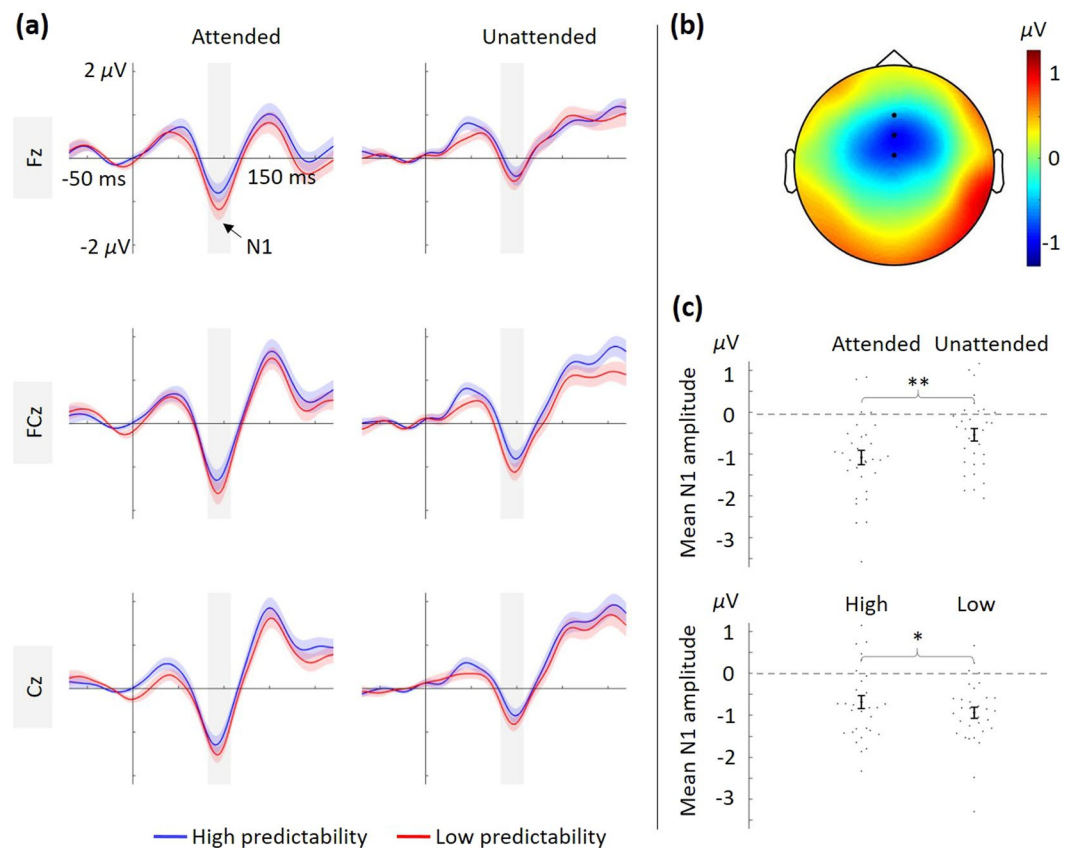 (a)
Attended
Unattended
2 μV
Fz
-50 ms
150 ms
-2 μV
N1
FCz
Cz
High predictability
Low predictability
(b)
μV
1
0
-1
(c)
μV
Attended
Unattended
1
**
0
-1
-2
-3
Mean N1 amplitude
μV
High
Low
1
*
0
-1
-2
-3
Mean N1 amplitude